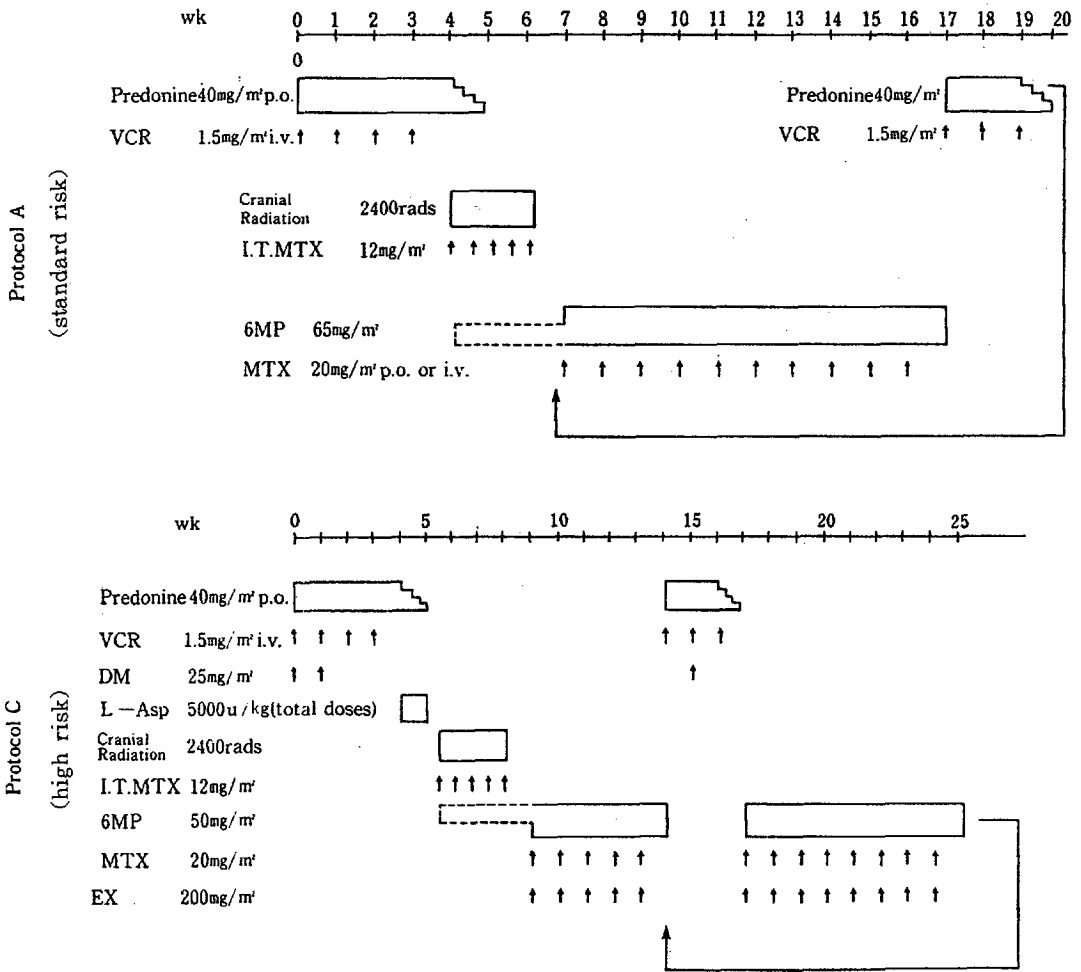 wk 0 1 2 3 4 5 6 7 8 9 10 11 12 13 14 15 16 17 18 19 20
0
Predonine 40mg/m² p.o. Predonine 40mg/m²
VCR 1.5mg/m² i.v. VCR 1.5mg/m²
Cranial
Radiation 2400rads
I.T.MTX 12mg/m²
Protocol A
(standard risk)
6MP 65mg/m²
MTX 20mg/m² p.o. or i.v.
wk 0 5 10 15 20 25
Predonine 40mg/m² p.o.
VCR 1.5mg/m² i.v.
DM 25mg/m²
L—Asp 5000u/kg(total doses)
Protocol C
(high risk)
Cranial
Radiation 2400rads
I.T.MTX 12mg/m²
6MP 50mg/m²
MTX 20mg/m²
EX 200mg/m²